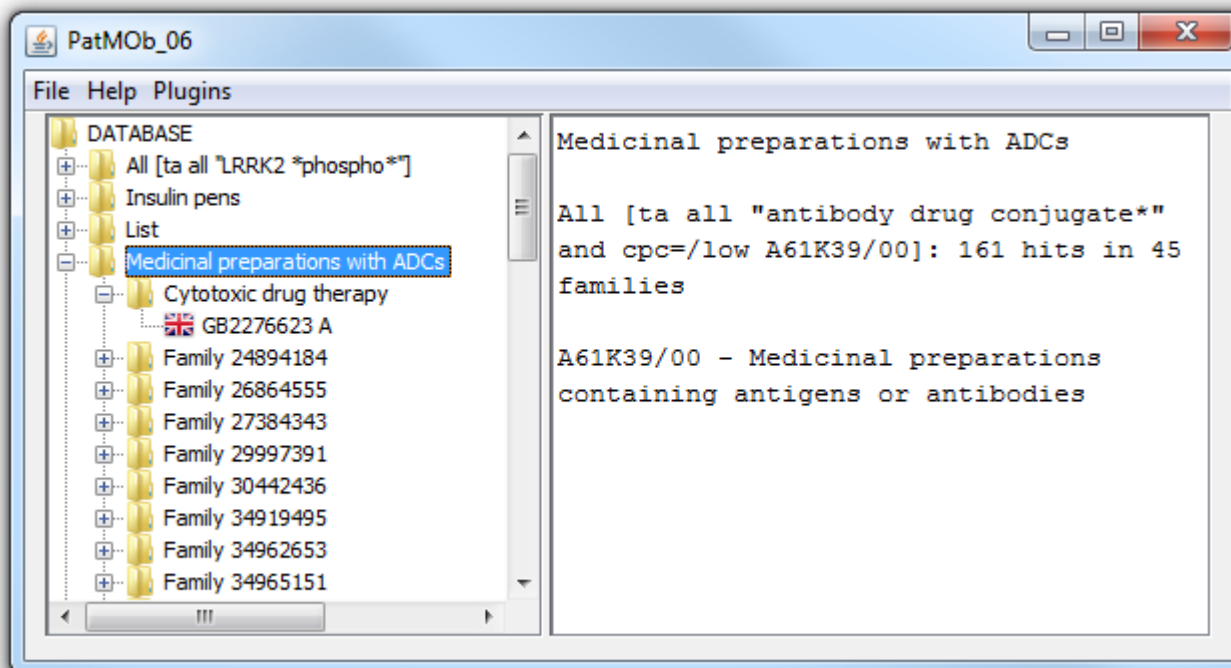 PatMOb_06
File Help Plugins
DATABASE
All [ta all "LRRK2 *phospho*"]
Insulin pens
List
Medicinal preparations with ADCs
Cytotoxic drug therapy
GB2276623 A
Family 24894184
Family 26864555
Family 27384343
Family 29997391
Family 30442436
Family 34919495
Family 34962653
Family 34965151
Medicinal preparations with ADCs
All [ta all "antibody drug conjugate*"
and cpc=/low A61K39/00]: 161 hits in 45
families
A61K39/00 - Medicinal preparations
containing antigens or antibodies